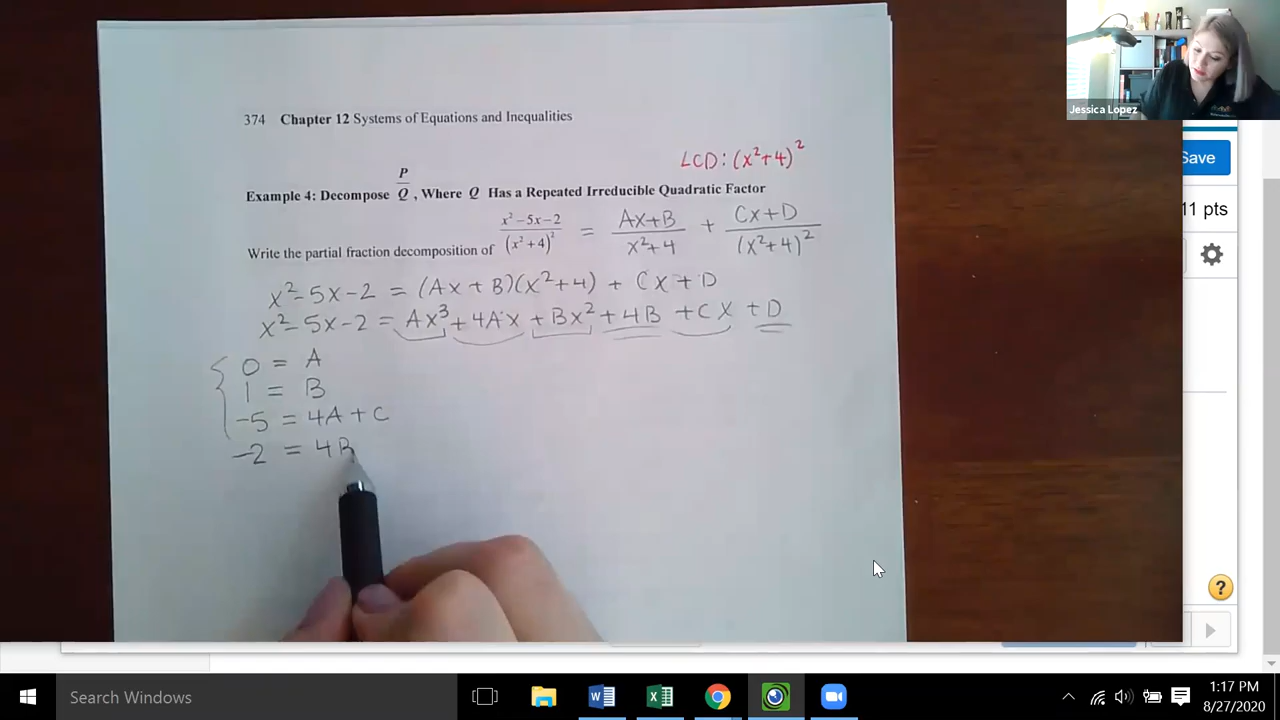 Jessica Lopez
374 Chapter 12 Systems of Equations and Inequalities
LCD: (x²+4)²
Save
Example 4: Decompose P/Q, Where Q Has a Repeated Irreducible Quadratic Factor
11 pts
Write the partial fraction decomposition of (x²-5x-2)/(x²+4)² = (Ax+B)/(x²+4) + (Cx+D)/(x²+4)²
x²-5x-2 = (Ax+B)(x²+4) + Cx+D
x²-5x-2 = Ax³+4Ax+Bx²+4B+Cx+D
0 = A
1 = B
-5 = 4A+C
-2 = 4B
?
Search Windows
1:17 PM
8/27/2020